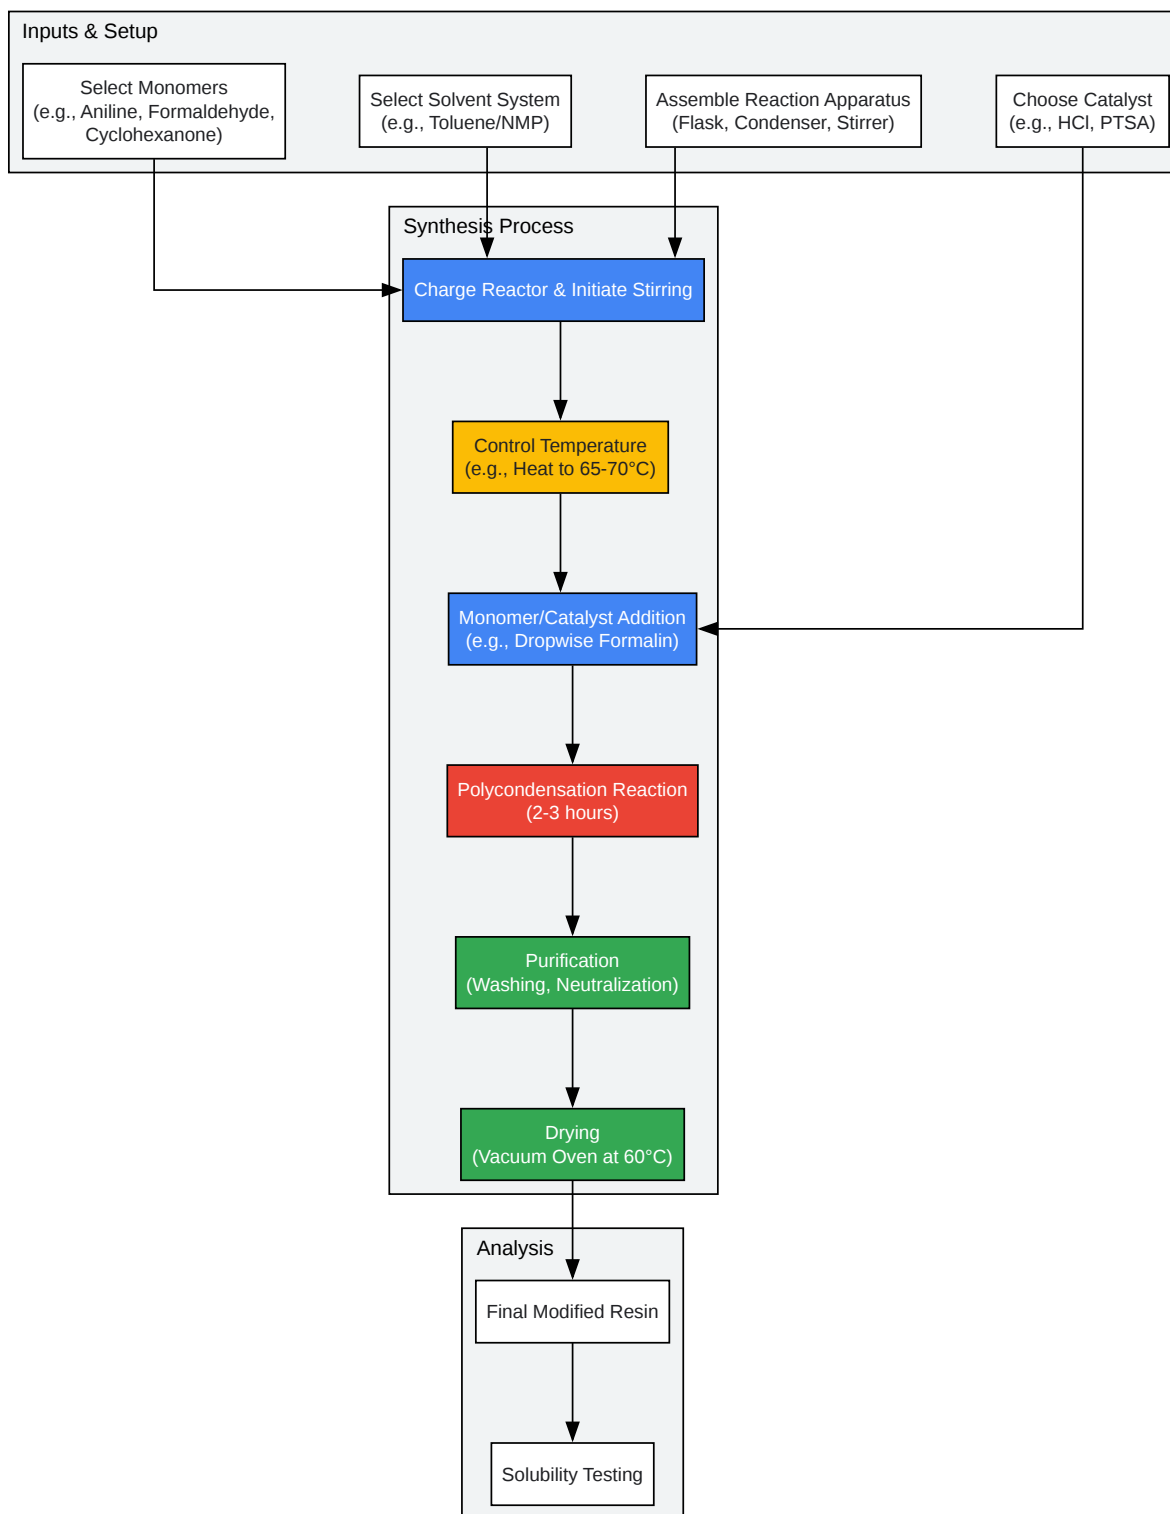 Inputs & Setup
Select Monomers
(e.g., Aniline, Formaldehyde,
Cyclohexanone)
Select Solvent System
(e.g., Toluene/NMP)
Assemble Reaction Apparatus
(Flask, Condenser, Stirrer)
Choose Catalyst
(e.g., HCl, PTSA)
Synthesis Process
Charge Reactor & Initiate Stirring
Control Temperature
(e.g., Heat to 65-70°C)
Monomer/Catalyst Addition
(e.g., Dropwise Formalin)
Polycondensation Reaction
(2-3 hours)
Purification
(Washing, Neutralization)
Drying
(Vacuum Oven at 60°C)
Analysis
Final Modified Resin
Solubility Testing